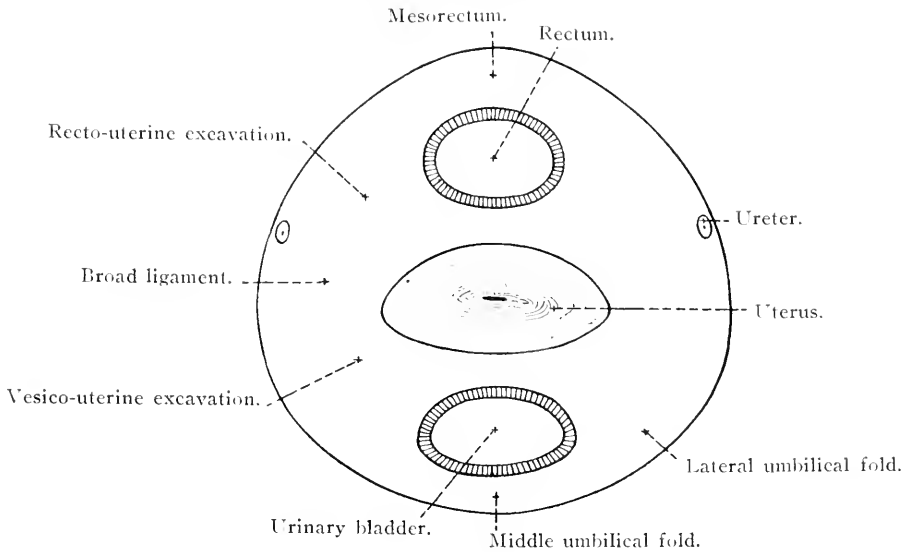 Mesorectum.
Rectum.
Recto-uterine excavation.
Ureter.
Broad ligament.
Uterus.
Vesico-uterine excavation.
Lateral umbilical fold.
Urinary bladder.
Middle umbilical fold.